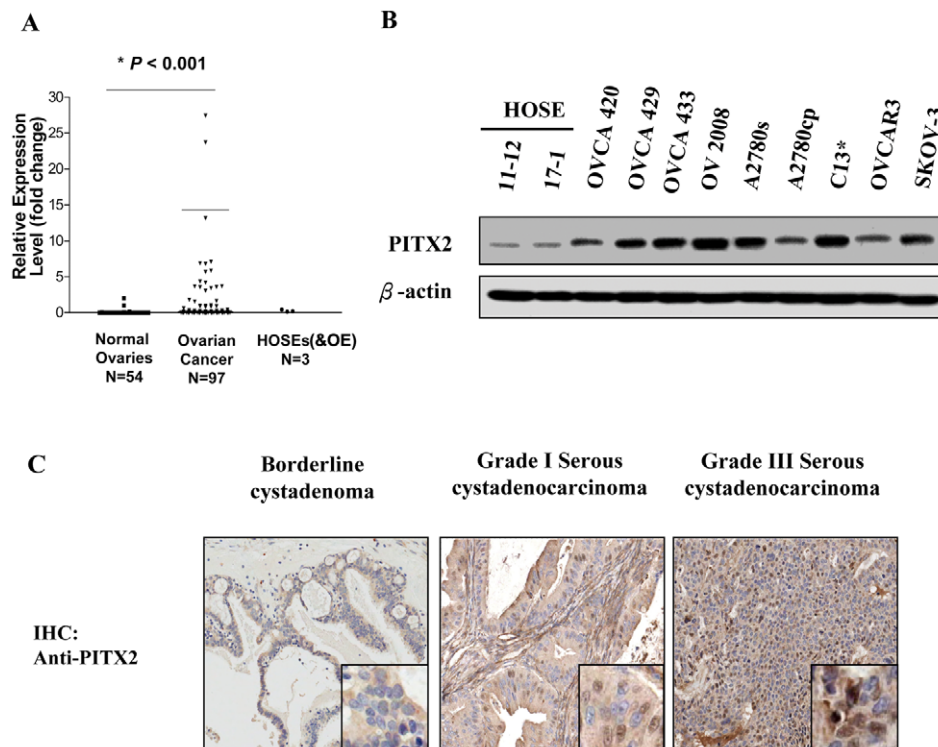 A
* P < 0.001
Relative Expression
Level (fold change)
30
25
20
15
10
5
0
Normal
Ovaries
N=54
Ovarian
Cancer
N=97
HOSEs(&OE)
N=3
B
HOSE
11-12
17-1
OVCA 420
OVCA 429
OVCA 433
OV 2008
A2780s
A2780cp
C13*
OVCAR3
SKOV-3
PITX2
β-actin
C
Borderline
cystadenoma
Grade I Serous
cystadenocarcinoma
Grade III Serous
cystadenocarcinoma
IHC:
Anti-PITX2